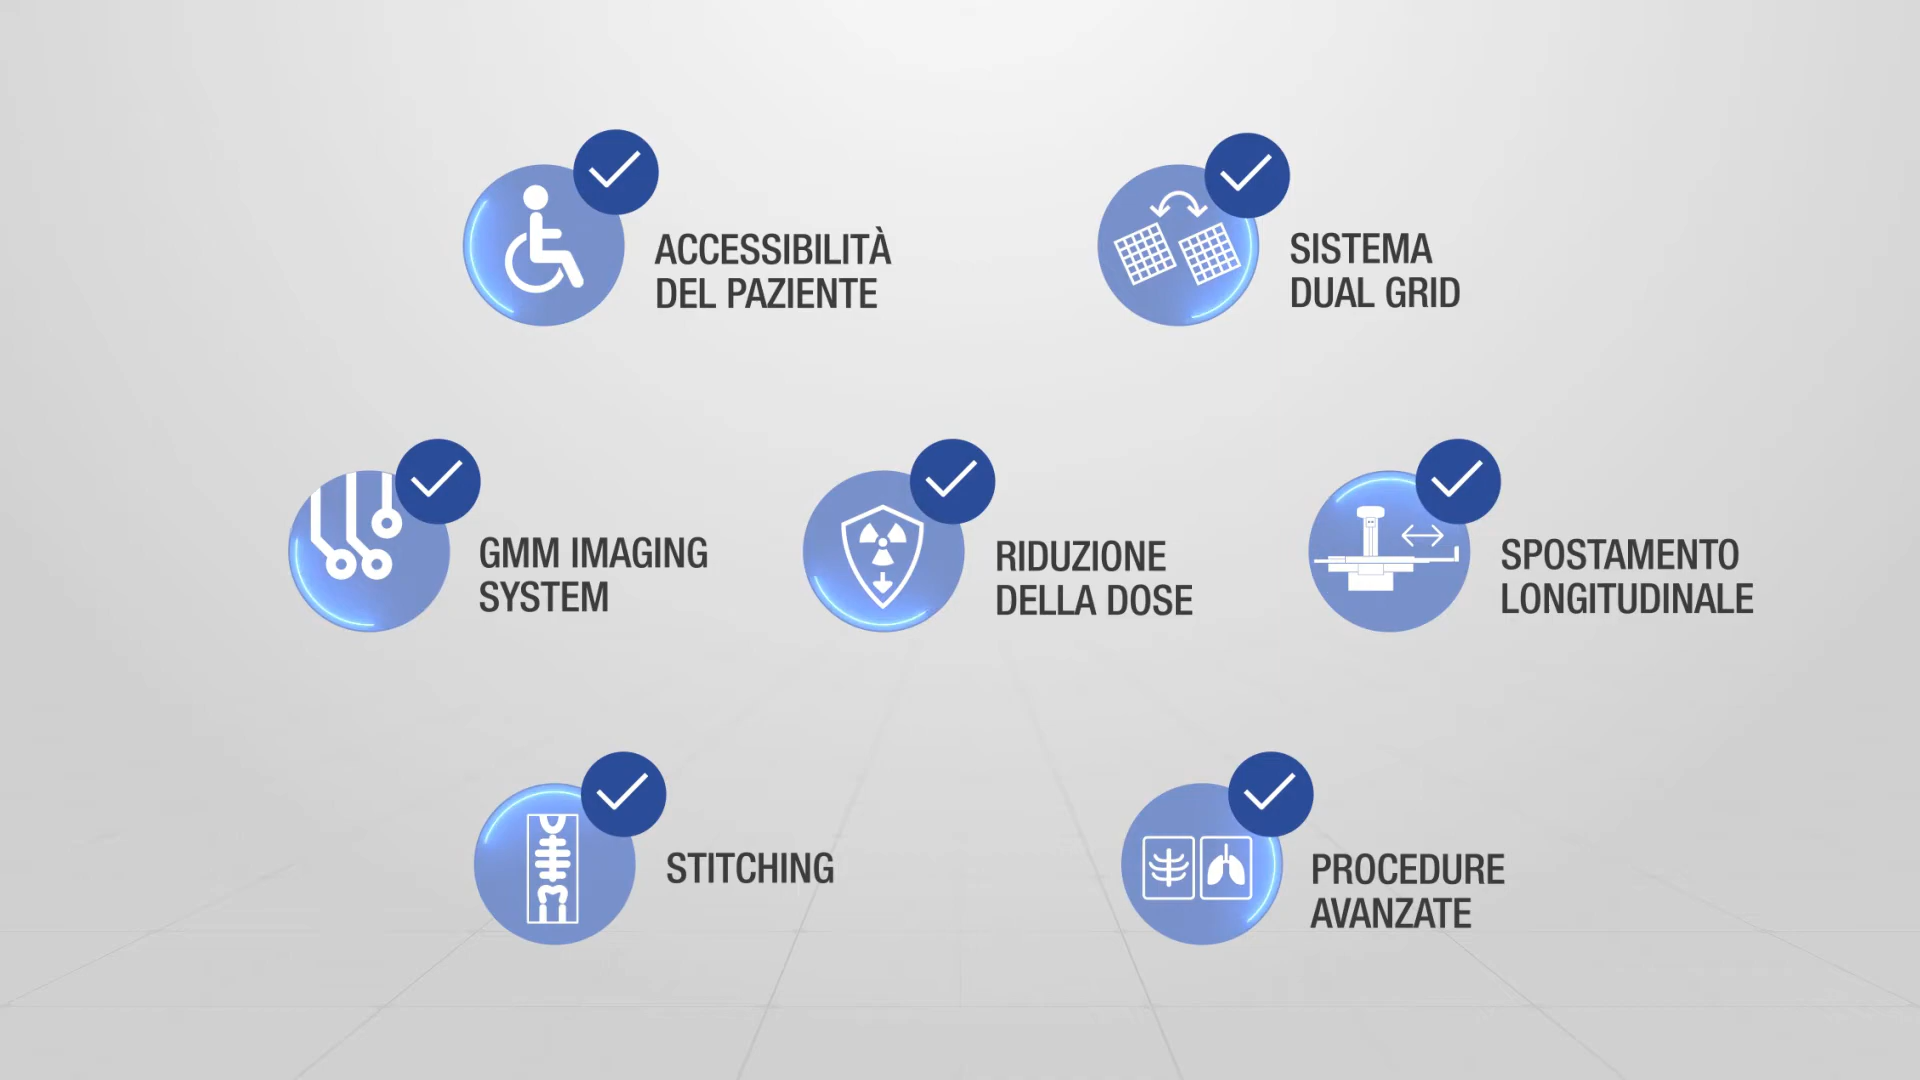 ACCESSIBILITÀ
DEL PAZIENTE
SISTEMA
DUAL GRID
GMM IMAGING
SYSTEM
RIDUZIONE
DELLA DOSE
SPOSTAMENTO
LONGITUDINALE
STITCHING
PROCEDURE
AVANZATE